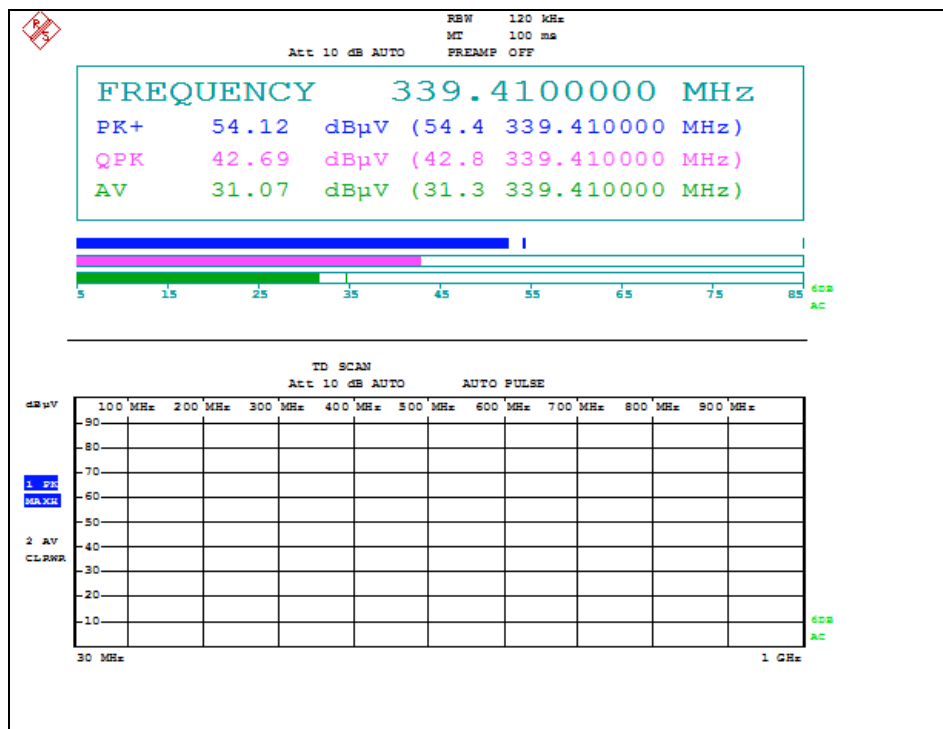 R
S
RBW 120 kHz
MT 100 ms
Att 10 dB AUTO PREAMP OFF
FREQUENCY 339.4100000 MHz
PK+ 54.12 dBµV (54.4 339.410000 MHz)
QPK 42.69 dBµV (42.8 339.410000 MHz)
AV 31.07 dBµV (31.3 339.410000 MHz)
5 15 25 35 45 55 65 75 85
6DB
AC
TD SCAN
Att 10 dB AUTO AUTO PULSE
dBµV 100 MHz 200 MHz 300 MHz 400 MHz 500 MHz 600 MHz 700 MHz 800 MHz 900 MHz
90
80
70
1 PK
MAXH
60
50
2 AV
40
CLRWR
30
20
10
6DB
AC
30 MHz 1 GHz